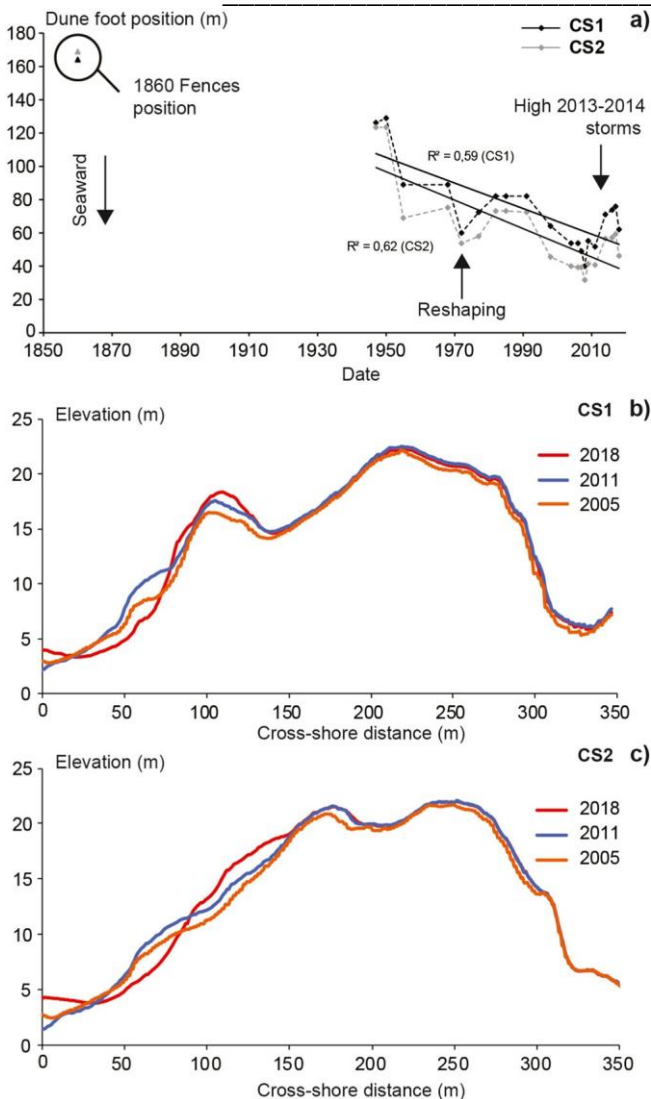 Dune foot position (m)
a)
180
160
140
120
100
80
60
40
20
0
CS1
CS2
1860 Fences
position
High 2013-2014
storms
Seaward
R² = 0,59 (CS1)
R² = 0,62 (CS2)
Reshaping
1850 1870 1890 1910 1930 1950 1970 1990 2010
Date
Elevation (m)
CS1 b)
25
20
15
10
5
0
2018
2011
2005
0 50 100 150 200 250 300 350
Cross-shore distance (m)
Elevation (m)
CS2 c)
25
20
15
10
5
0
2018
2011
2005
0 50 100 150 200 250 300 350
Cross-shore distance (m)